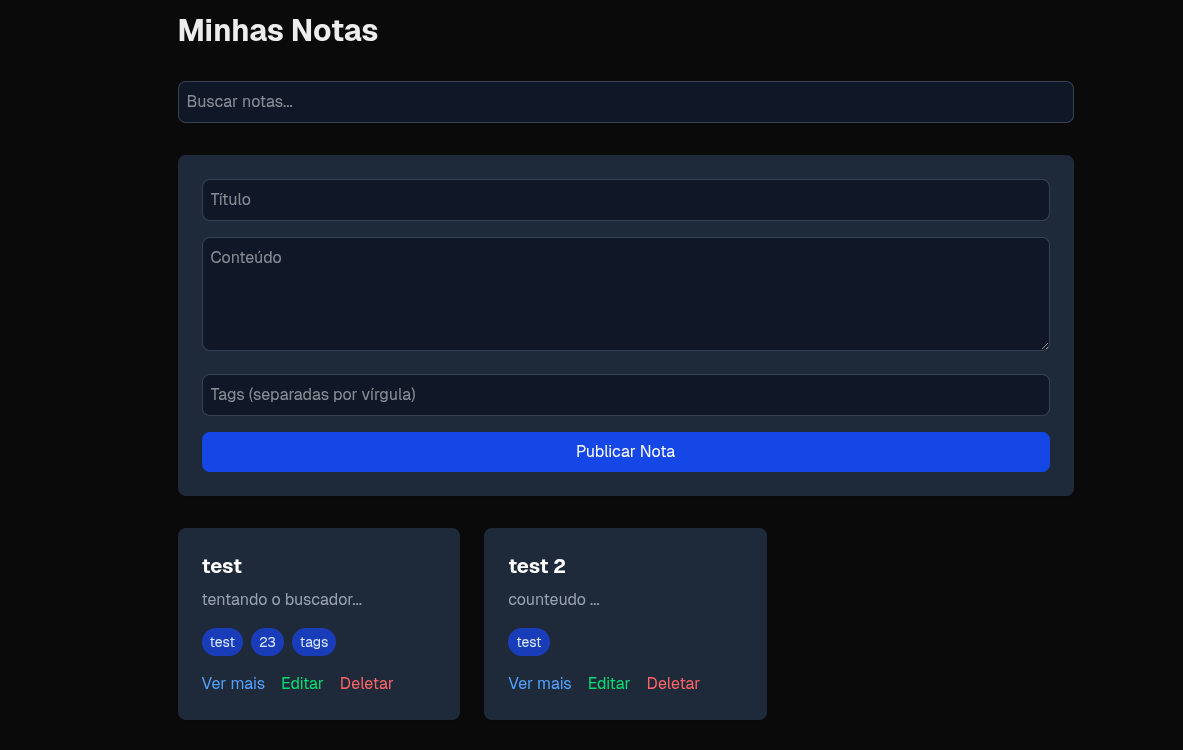 Minhas Notas
Buscar notas...
Título
Conteúdo
Tags (separadas por vírgula)
Publicar Nota
test
tentando o buscador...
test 23 tags
Ver mais Editar Deletar
test 2
counteudo ...
test
Ver mais Editar Deletar